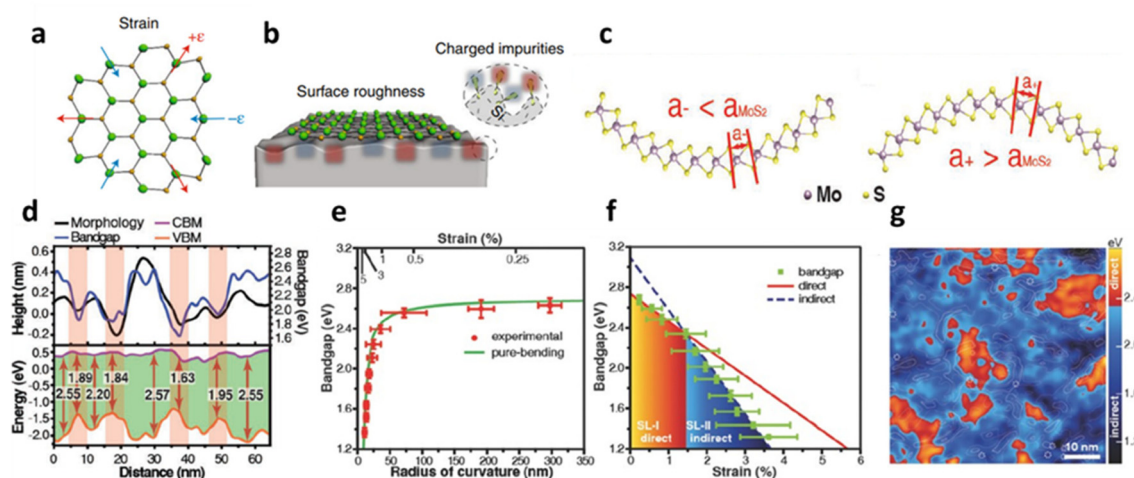 a
Strain
+ε
-ε
b
Charged impurities
Surface roughness
Si
c
a- < aMoS2
a-
a+
a+ > aMoS2
Mo
S
d
Morphology
CBM
Bandgap
VBM
Height (nm)
0.6
0.4
0.2
0.0
-0.2
Bandgap (eV)
2.8
2.6
2.4
2.2
2.0
1.8
1.6
Energy (eV)
0.5
0.0
-0.5
-1.0
-1.5
-2.0
2.55
1.89
2.20
1.84
2.57
1.63
1.95
2.55
0 10 20 30 40 50 60
Distance (nm)
e
Strain (%)
5 3 1 0.5 0.25
Bandgap (eV)
3.2
2.8
2.4
2.0
1.6
1.2
experimental
pure-bending
0 50 100 150 200 250 300 350
Radius of curvature (nm)
f
Bandgap (eV)
3.2
2.8
2.4
2.0
1.6
1.2
bandgap
direct
indirect
SL-I
direct
SL-II
indirect
0 1 2 3 4 5 6
Strain (%)
g
eV
direct
indirect
10 nm